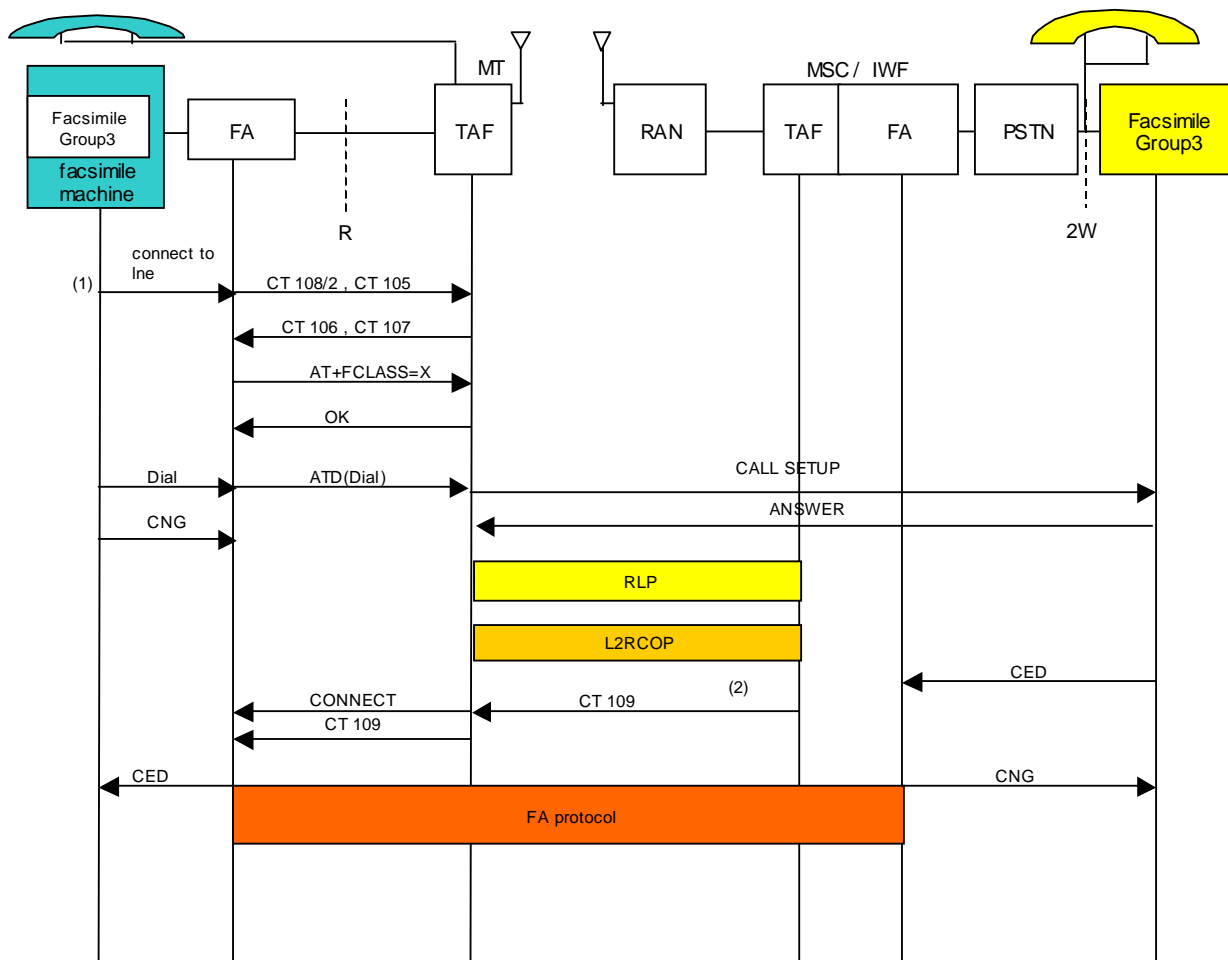 MT
MSC / IWF
Facsimile
Group3
facsimile
machine
FA
TAF
RAN
TAF
FA
PSTN
Facsimile
Group3
R
2W
connect to
lne
(1)
CT 108/2 , CT 105
CT 106 , CT 107
AT+FCLASS=X
OK
Dial
ATD(Dial)
CALL SETUP
CNG
ANSWER
RLP
L2RCOP
CED
(2)
CONNECT
CT 109
CT 109
CED
CNG
FA protocol